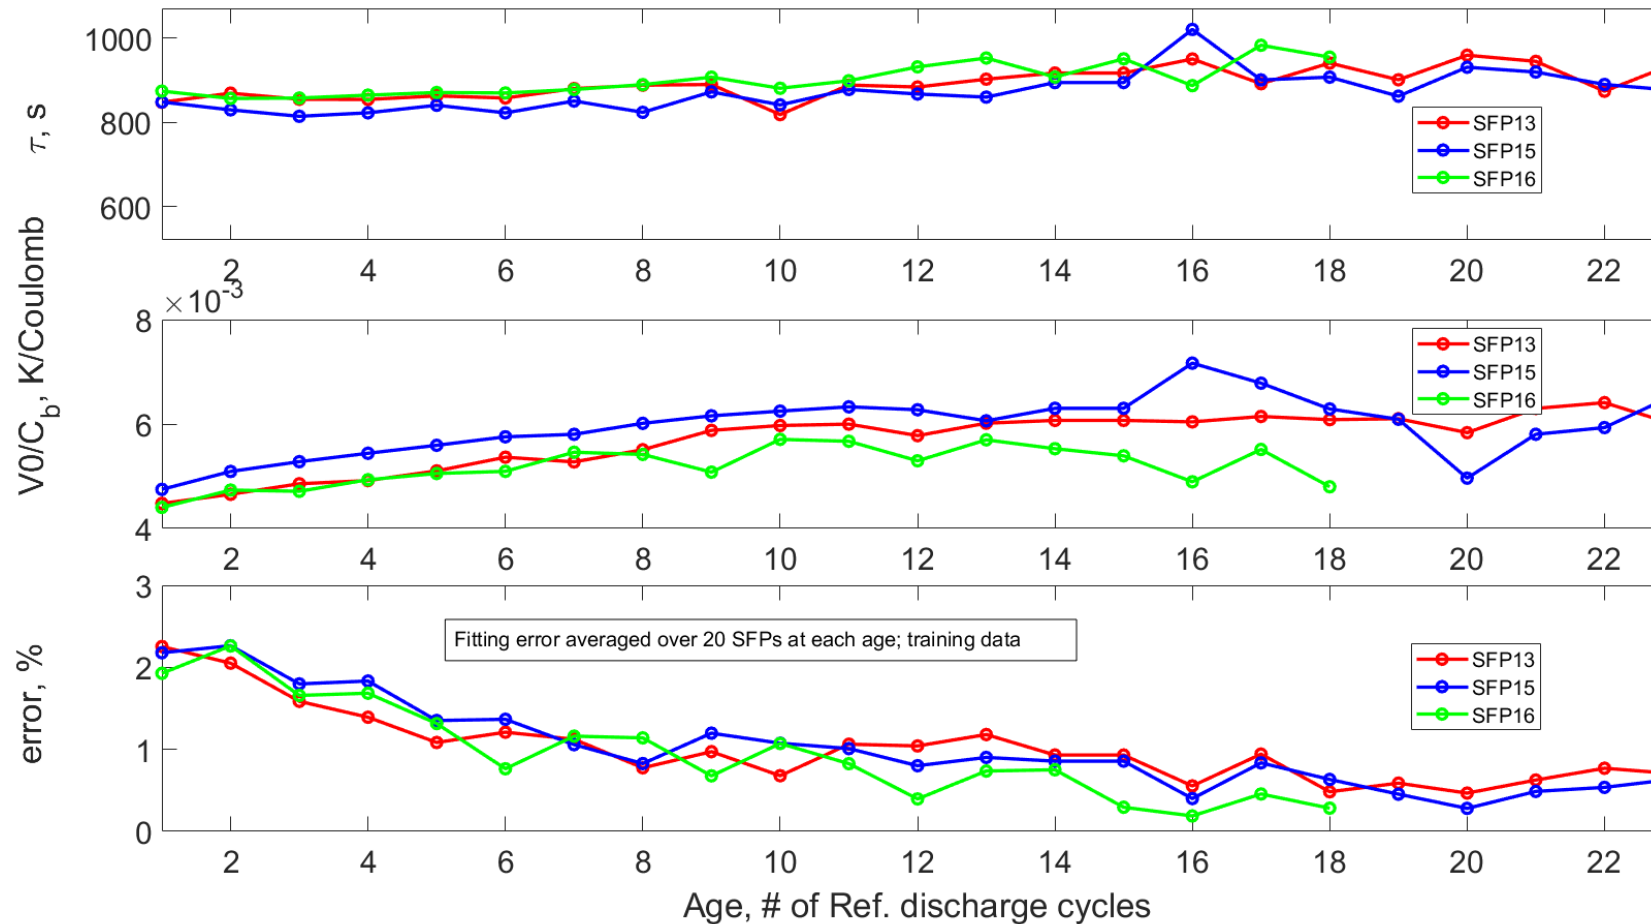 1000
800
600
τ, s
SFP13
SFP15
SFP16
2 4 6 8 10 12 14 16 18 20 22
×10-3
8
6
4
V0/Cb, K/Coulomb
SFP13
SFP15
SFP16
2 4 6 8 10 12 14 16 18 20 22
3
2
1
0
error, %
Fitting error averaged over 20 SFPs at each age; training data
SFP13
SFP15
SFP16
2 4 6 8 10 12 14 16 18 20 22
Age, # of Ref. discharge cycles